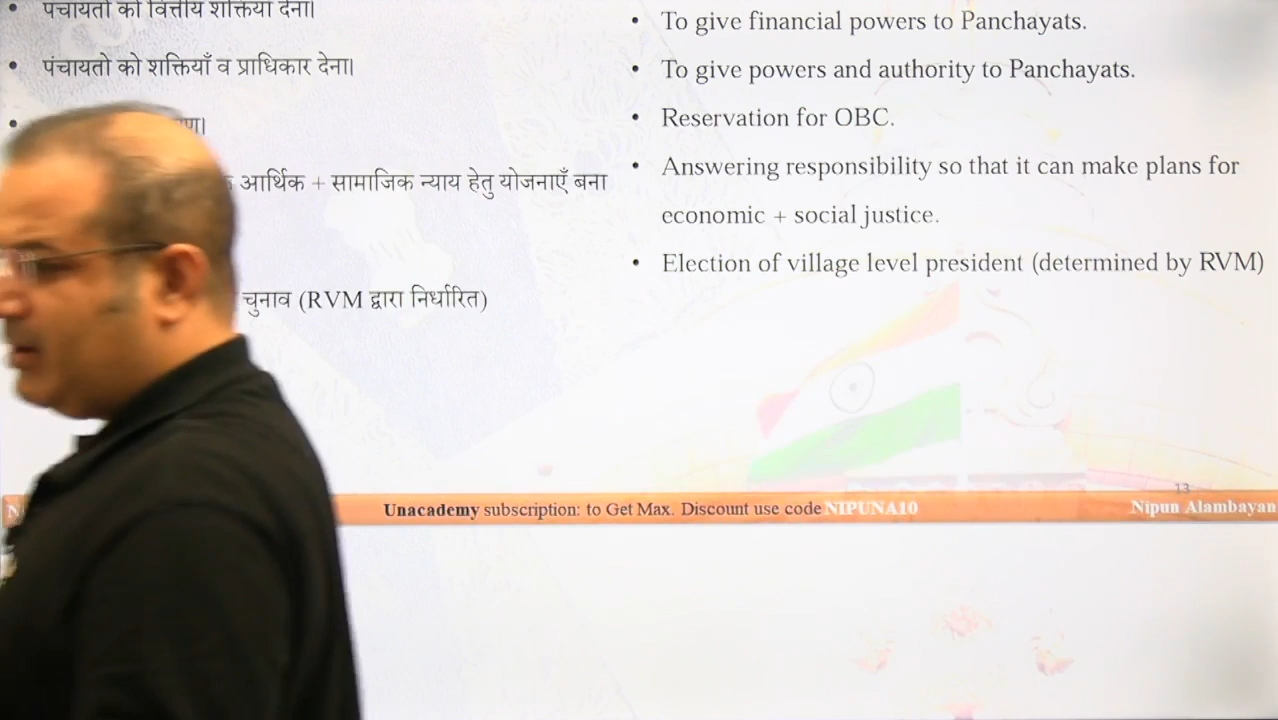 पंचायतो को वित्तीय शक्तियाँ देना।
पंचायतो को शक्तियाँ व प्राधिकार देना।
आर्थिक + सामाजिक न्याय हेतु योजनाएँ बना
चुनाव (RVM द्वारा निर्धारित)
• To give financial powers to Panchayats.
• To give powers and authority to Panchayats.
• Reservation for OBC.
• Answering responsibility so that it can make plans for
economic + social justice.
• Election of village level president (determined by RVM)
13
Unacademy subscription: to Get Max. Discount use code NIPUNA10
Nipun Alambayan